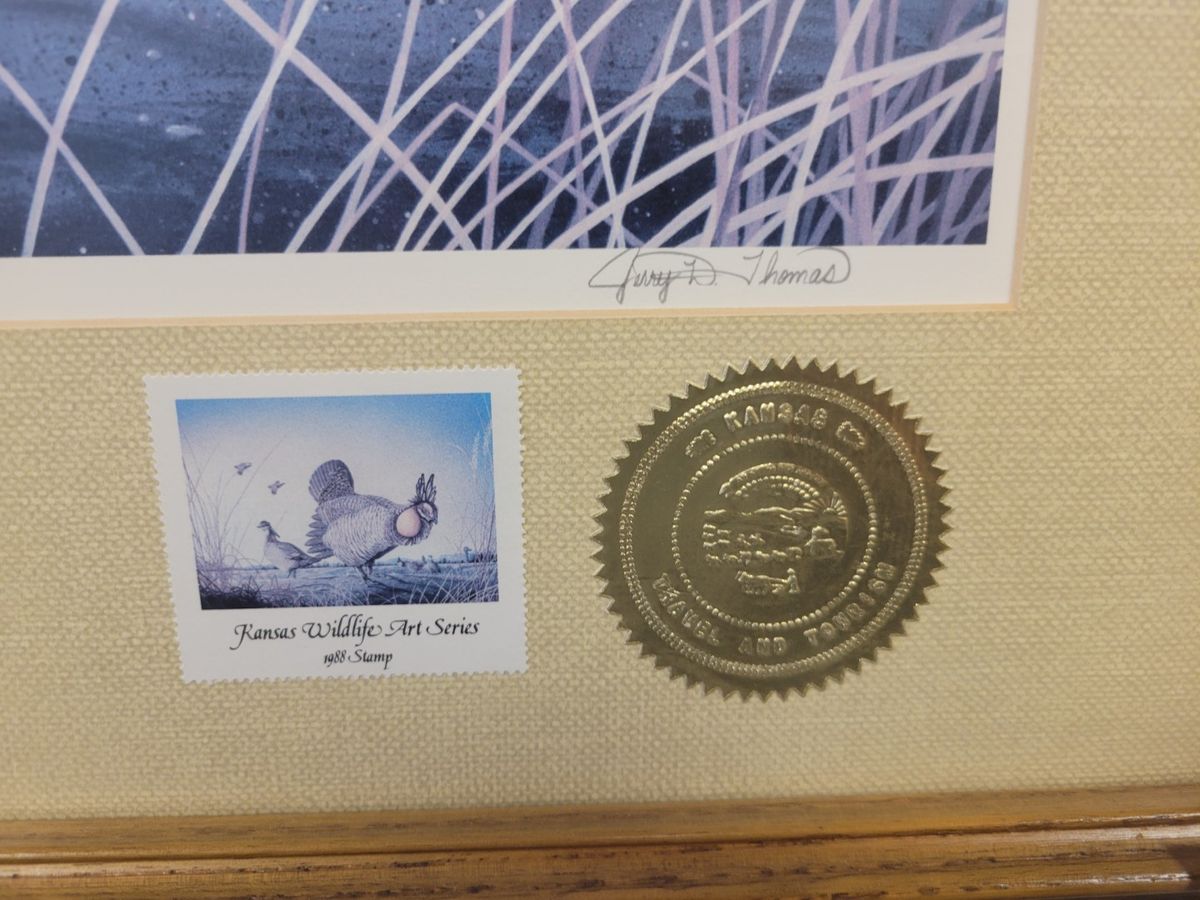 Jerry D. Thomas
Kansas Wildlife Art Series
1988 Stamp
KANSAS
TRAVEL AND TOURISM